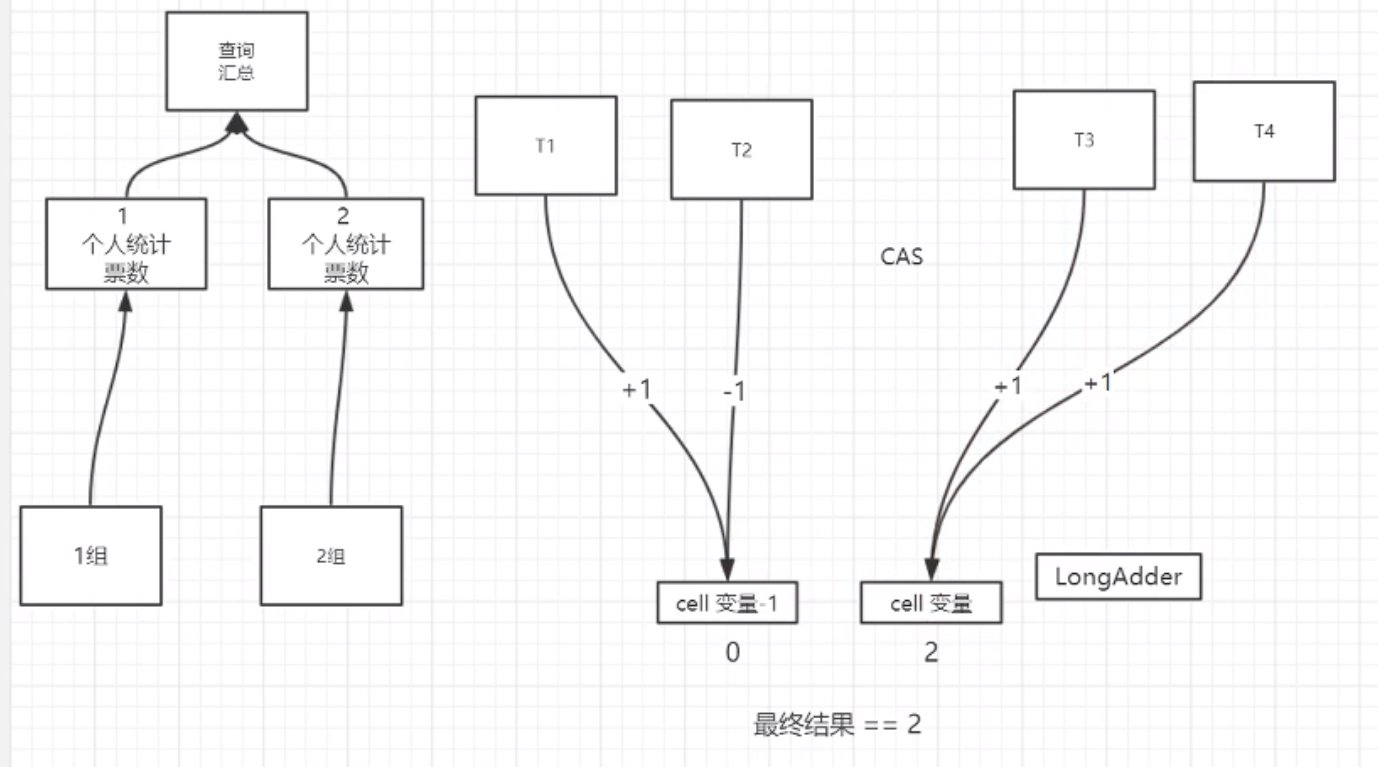 查询
汇总
1
个人统计
票数
2
个人统计
票数
1组
2组
T1
T2
T3
T4
CAS
+1
-1
+1
+1
cell 变量-1
cell 变量
LongAdder
0
2
最终结果 == 2